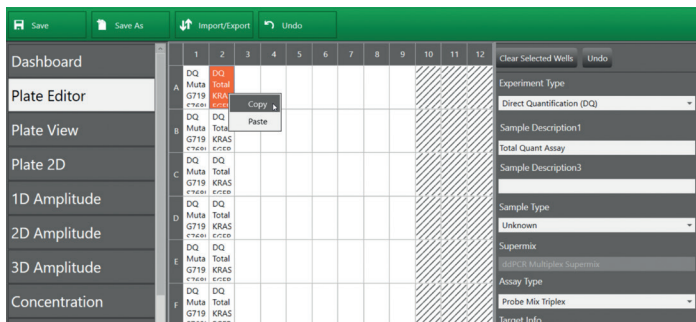 Save Save As Import/Export Undo
Dashboard
Plate Editor
Plate View
Plate 2D
1D Amplitude
2D Amplitude
3D Amplitude
Concentration
1 2 3 4 5 6 7 8 9 10 11 12
A
DQ DQ
Muta Total
G719 KRA
B
DQ DQ
Muta Tota
G719 KRAS
C
DQ DQ
Muta Total
G719 KRAS
D
DQ DQ
Muta Total
G719 KRAS
E
DQ DQ
Muta Total
G719 KRAS
F
DQ DQ
Muta Total
G719 KRAS
Copy
Paste
Clear Selected Wells Undo
Experiment Type
Direct Quantification (DQ)
Sample Description1
Total Quant Assay
Sample Description3
Sample Type
Unknown
Supermix
ddPCR Multiplex Supermix
Assay Type
Probe Mix Triplex
Target Info